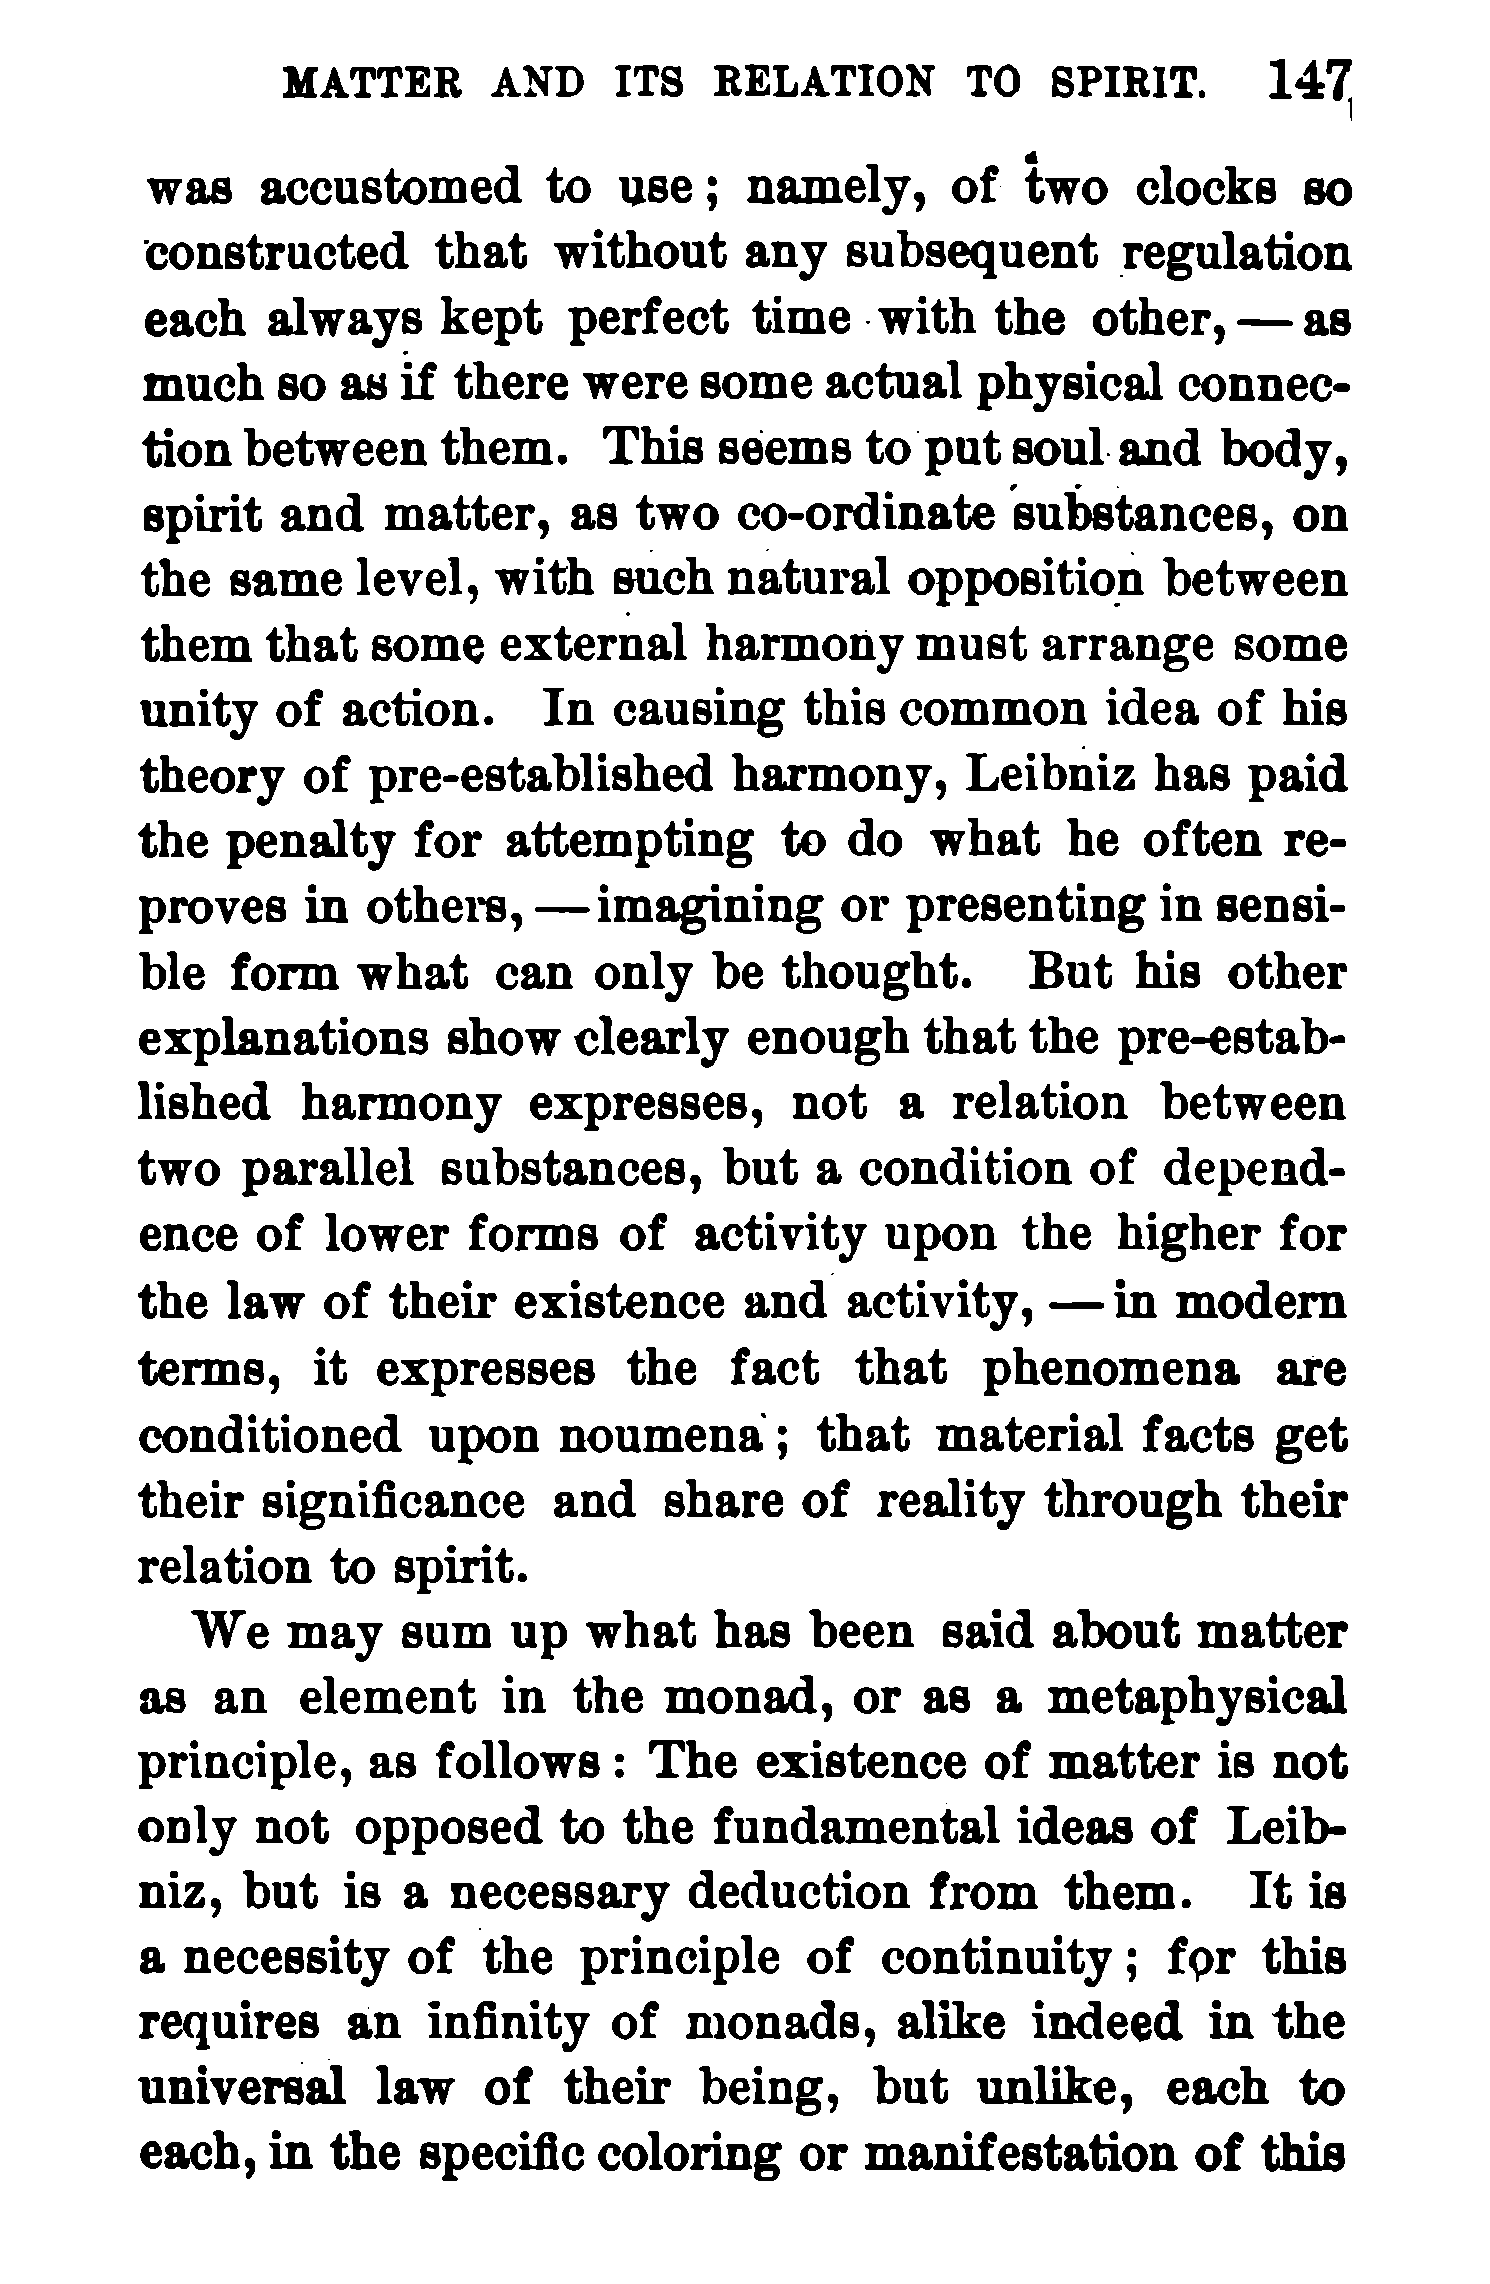 MATTER AND ITS RELATION TO SPIRIT. 147
was accustomed to use; namely, of two clocks so
constructed that without any subsequent regulation
each always kept perfect time with the other,—as
much so as if there were some actual physical connec-
tion between them. This seems to put soul and body,
spirit and matter, as two co-ordinate substances, on
the same level, with such natural opposition between
them that some external harmony must arrange some
unity of action. In causing this common idea of his
theory of pre-established harmony, Leibniz has paid
the penalty for attempting to do what he often re-
proves in others,—imagining or presenting in sensi-
ble form what can only be thought. But his other
explanations show clearly enough that the pre-estab-
lished harmony expresses, not a relation between
two parallel substances, but a condition of depend-
ence of lower forms of activity upon the higher for
the law of their existence and activity,—in modern
terms, it expresses the fact that phenomena are
conditioned upon noumena; that material facts get
their significance and share of reality through their
relation to spirit.
We may sum up what has been said about matter
as an element in the monad, or as a metaphysical
principle, as follows: The existence of matter is not
only not opposed to the fundamental ideas of Leib-
niz, but is a necessary deduction from them. It is
a necessity of the principle of continuity; for this
requires an infinity of monads, alike indeed in the
universal law of their being, but unlike, each to
each, in the specific coloring or manifestation of this